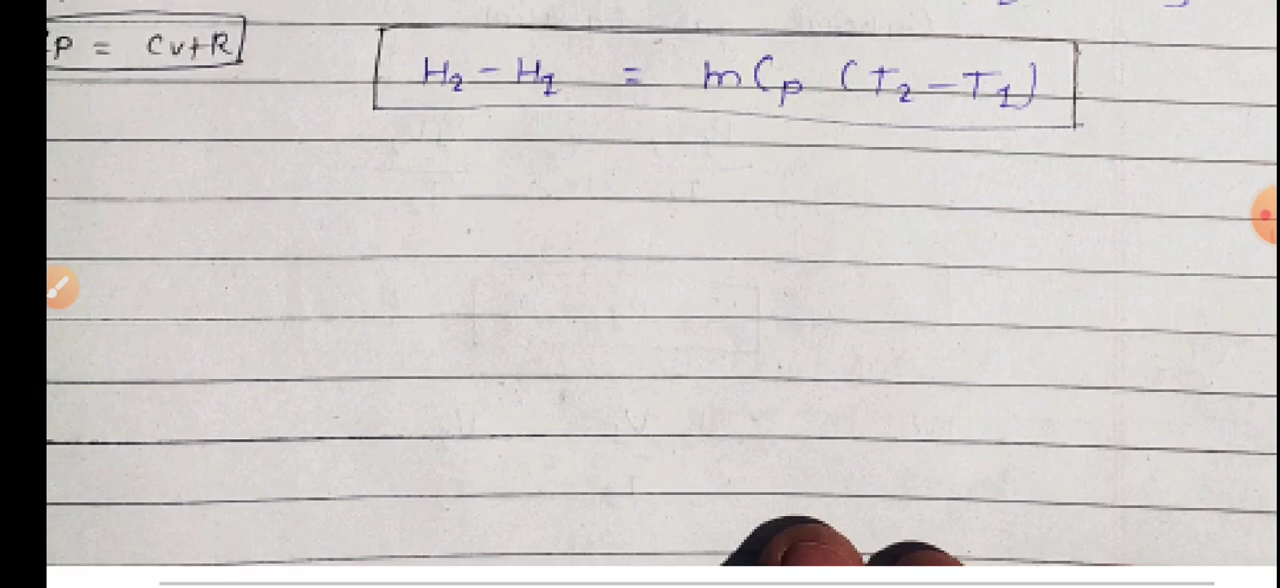 p = Cv+R
H₂ - H₁ = mCp (T₂ - T₁)